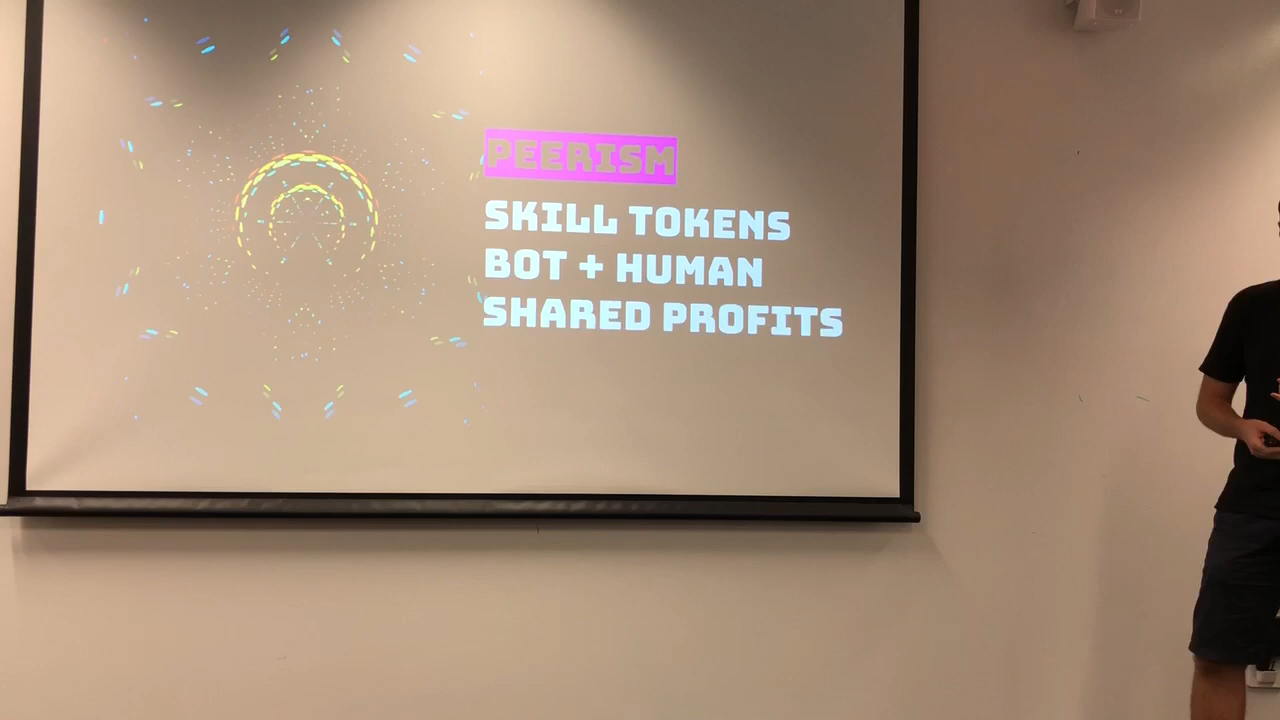 PEERISM
SKILL TOKENS
BOT + HUMAN
SHARED PROFITS